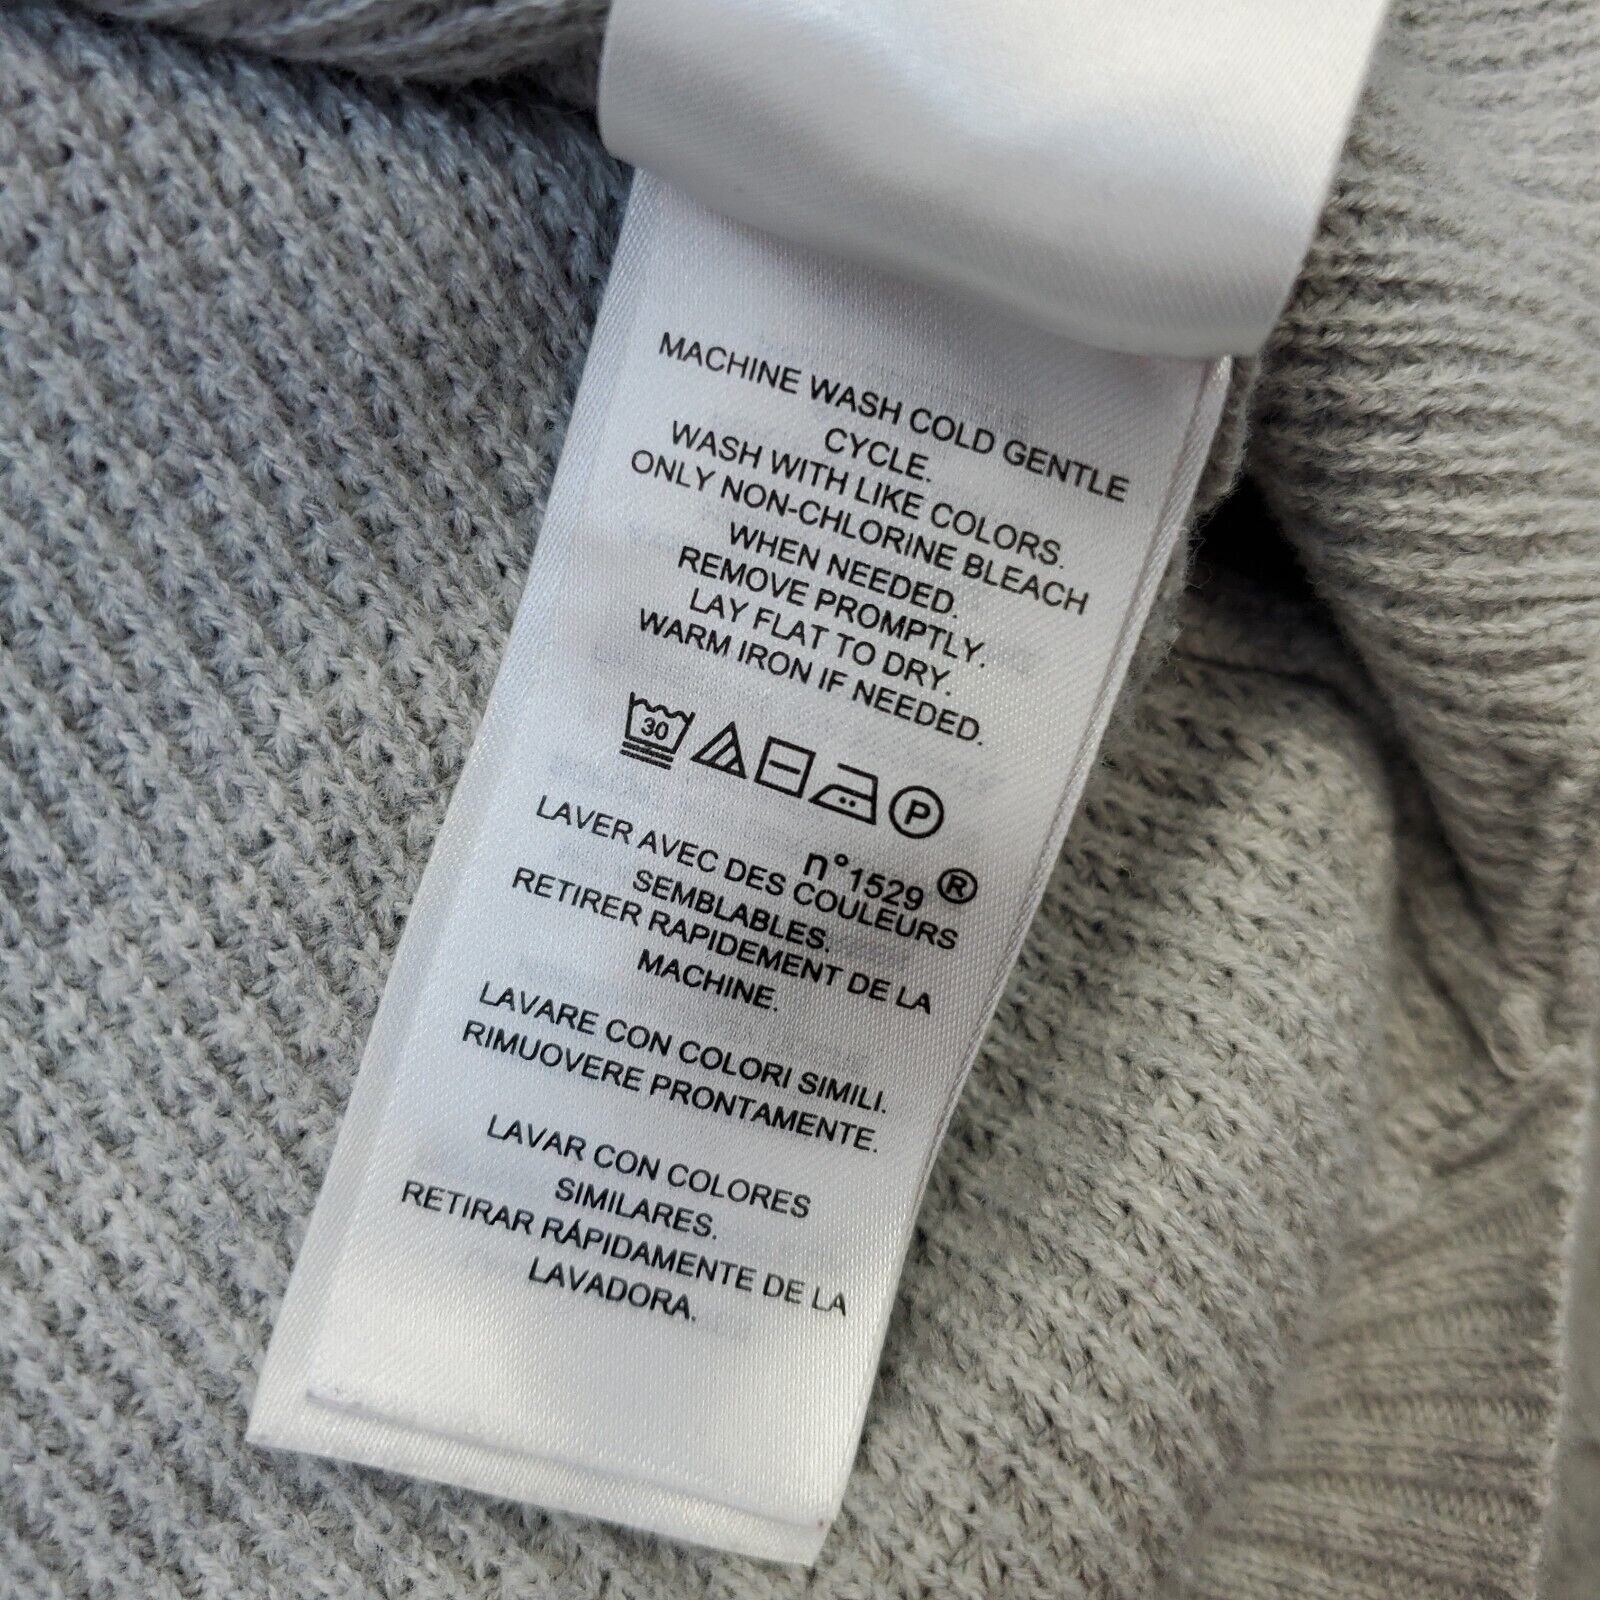 MACHINE WASH COLD GENTLE
CYCLE.
WASH WITH LIKE COLORS.
ONLY NON-CHLORINE BLEACH
WHEN NEEDED.
REMOVE PROMPTLY.
LAY FLAT TO DRY.
WARM IRON IF NEEDED.
30 P
n°1529 ®
LAVER AVEC DES COULEURS
SEMBLABLES.
RETIRER RAPIDEMENT DE LA
MACHINE.
LAVARE CON COLORI SIMILI.
RIMUOVERE PRONTAMENTE.
LAVAR CON COLORES
SIMILARES.
RETIRAR RÁPIDAMENTE DE LA
LAVADORA.